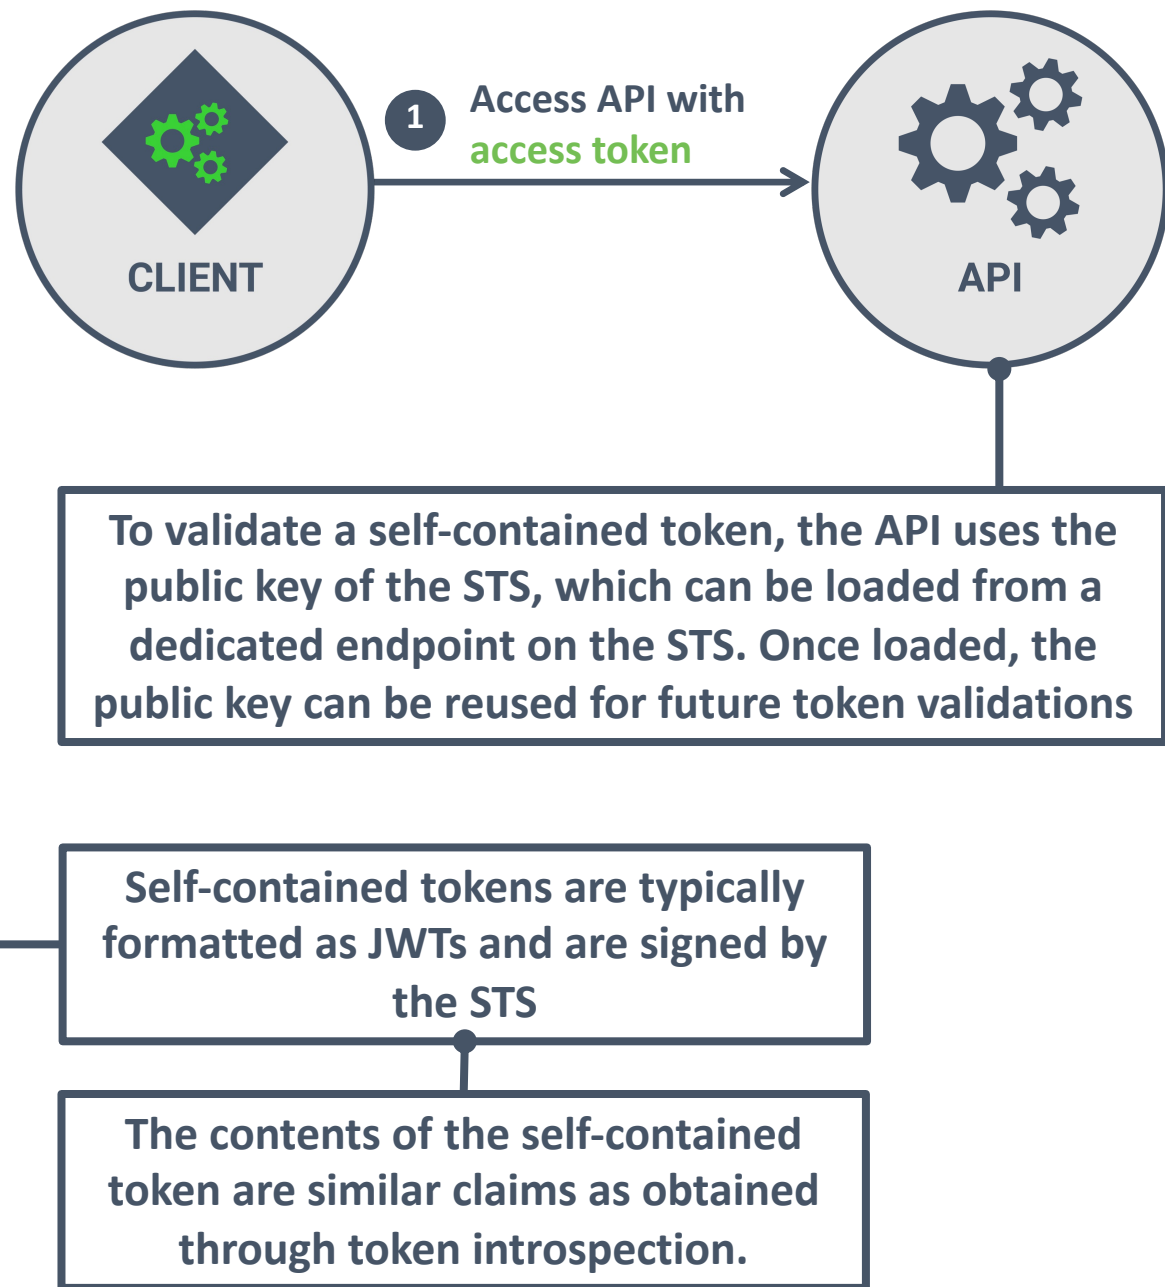 1
Access API with
access token
CLIENT
API
To validate a self-contained token, the API uses the
public key of the STS, which can be loaded from a
dedicated endpoint on the STS. Once loaded, the
public key can be reused for future token validations
Self-contained tokens are typically
formatted as JWTs and are signed by
the STS
The contents of the self-contained
token are similar claims as obtained
through token introspection.